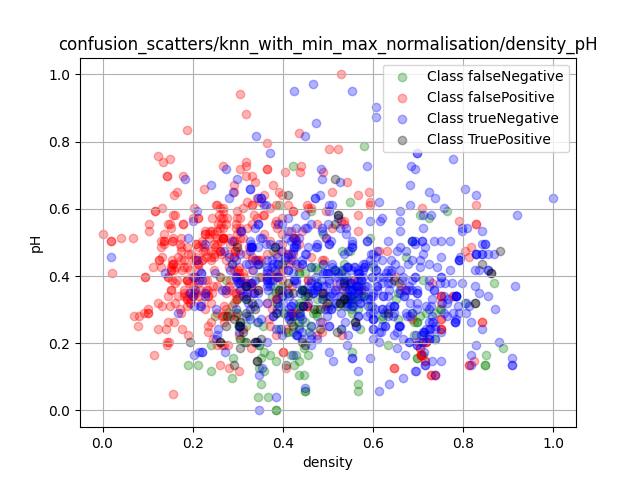 confusion_scatters/knn_with_min_max_normalisation/density_pH
1.0
0.8
0.6
0.4
0.2
0.0
pH
Class falseNegative
Class falsePositive
Class trueNegative
Class TruePositive
0.0 0.2 0.4 0.6 0.8 1.0
density